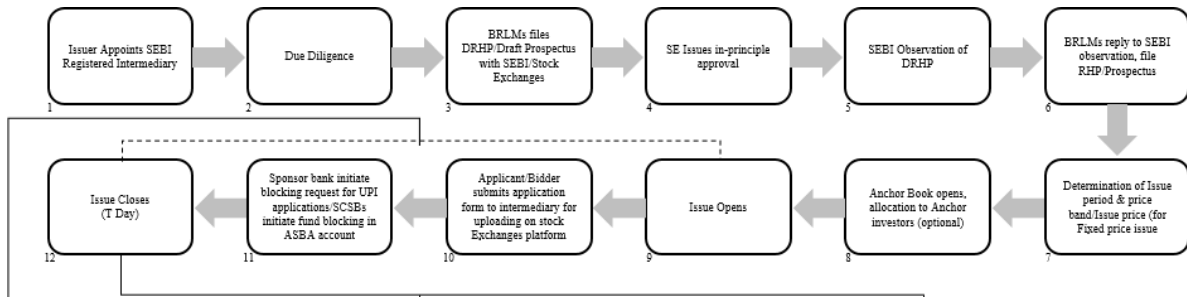 Issuer Appoints SEBI
Registered Intermediary
1
Due Diligence
2
BRLMs files
DRHP/Draft Prospectus
with SEBI/Stock
Exchanges
3
SE Issues in-principle
approval
4
SEBI Observation of
DRHP
5
BRLMs reply to SEBI
observation, file
RHP/Prospectus
6
Determination of Issue
period & price
band/Issue price (for
Fixed price issue
7
Anchor Book opens,
allocation to Anchor
investors (optional)
8
Issue Opens
9
Applicant/Bidder
submits application
form to intermediary for
uploading on stock
Exchanges platform
10
Sponsor bank initiate
blocking request for UPI
applications/SCSBs
initiate fund blocking in
ASBA account
11
Issue Closes
(T Day)
12